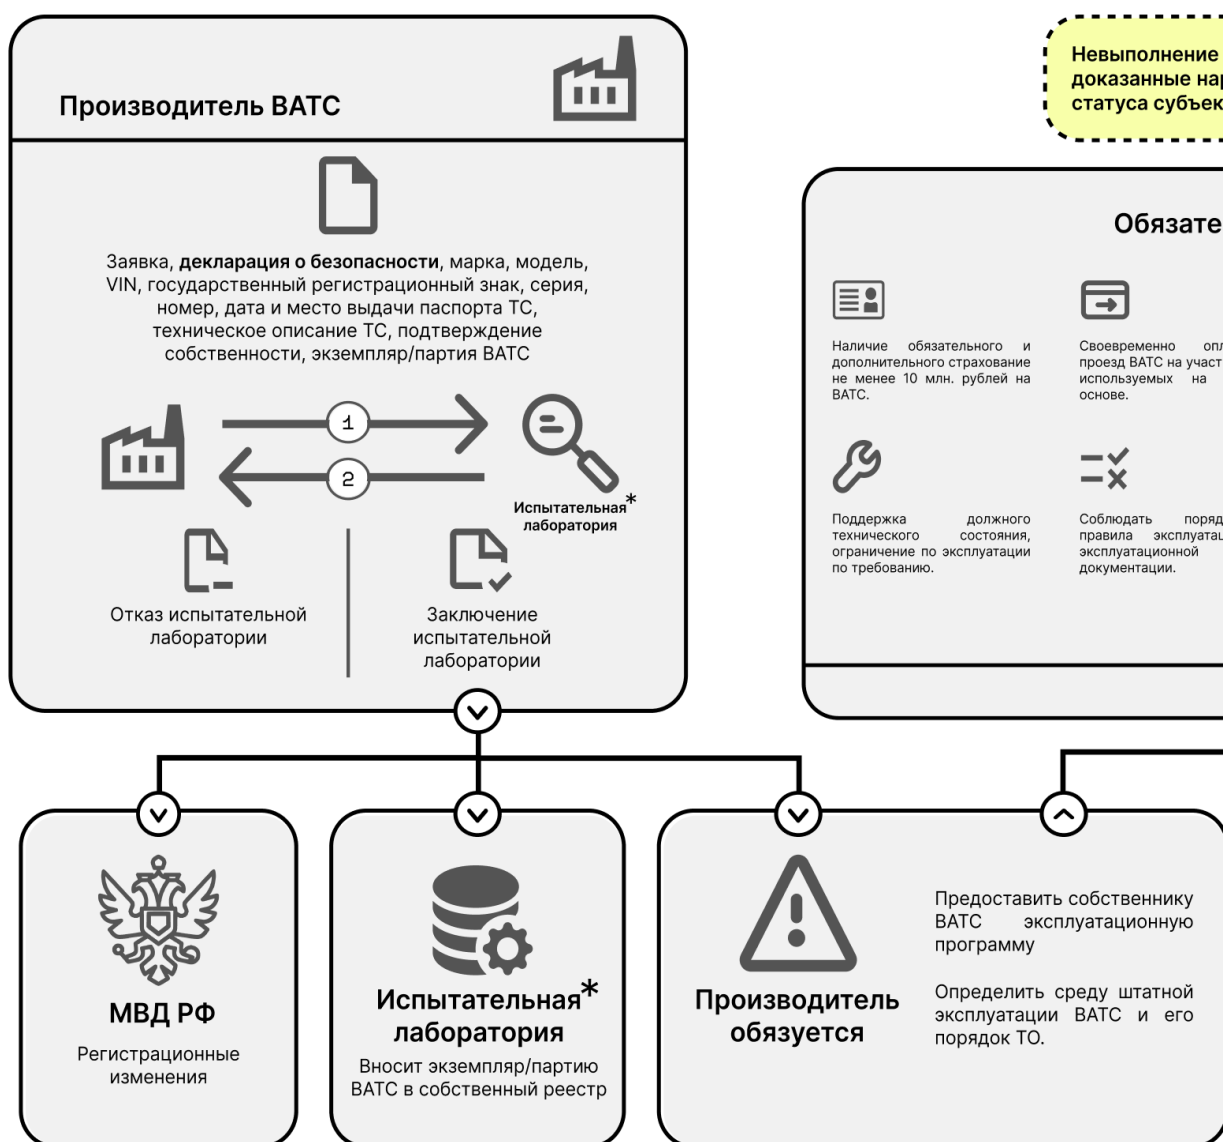 Производитель ВАТС
Заявка, декларация о безопасности, марка, модель,
VIN, государственный регистрационный знак, серия,
номер, дата и место выдачи паспорта ТС,
техническое описание ТС, подтверждение
собственности, экземпляр/партия ВАТС
1
2
Испытательная*
лаборатория
Отказ испытательной
лаборатории
Заключение
испытательной
лаборатории
Невыполнение
доказанные нар
статуса субъек
Обязате
Наличие обязательного и
дополнительного страхование
не менее 10 млн. рублей на
ВАТС.
Своевременно опл
проезд ВАТС на участ
используемых на
основе.
Поддержка должного
технического состояния,
ограничение по эксплуатации
по требованию.
Соблюдать поряд
правила эксплуатац
эксплуатационной
документации.
МВД РФ
Регистрационные
изменения
Испытательная*
лаборатория
Вносит экземпляр/партию
ВАТС в собственный реестр
Производитель
обязуется
Предоставить собственнику
ВАТС эксплуатационную
программу
Определить среду штатной
эксплуатации ВАТС и его
порядок ТО.